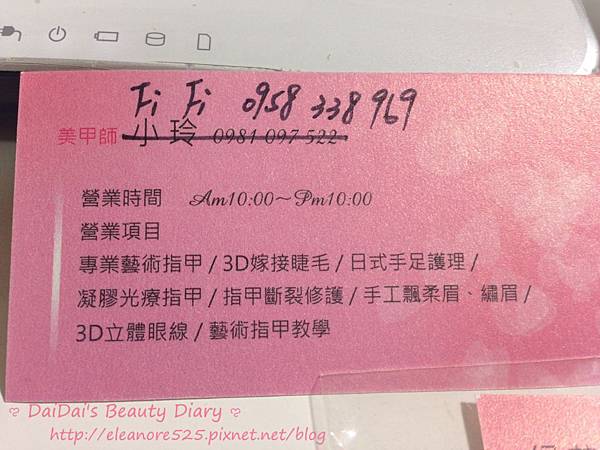 Fi Fi 0958 338 969
美甲師 小玲 0981 097 522
營業時間 Am10:00~Pm10:00
營業項目
專業藝術指甲 / 3D嫁接睫毛 / 日式手足護理 /
凝膠光療指甲 / 指甲斷裂修護 / 手工飄柔眉、繡眉 /
3D立體眼線 / 藝術指甲教學
DaiDai's Beauty Diary
http://eleanore525.pixnet.net/blog